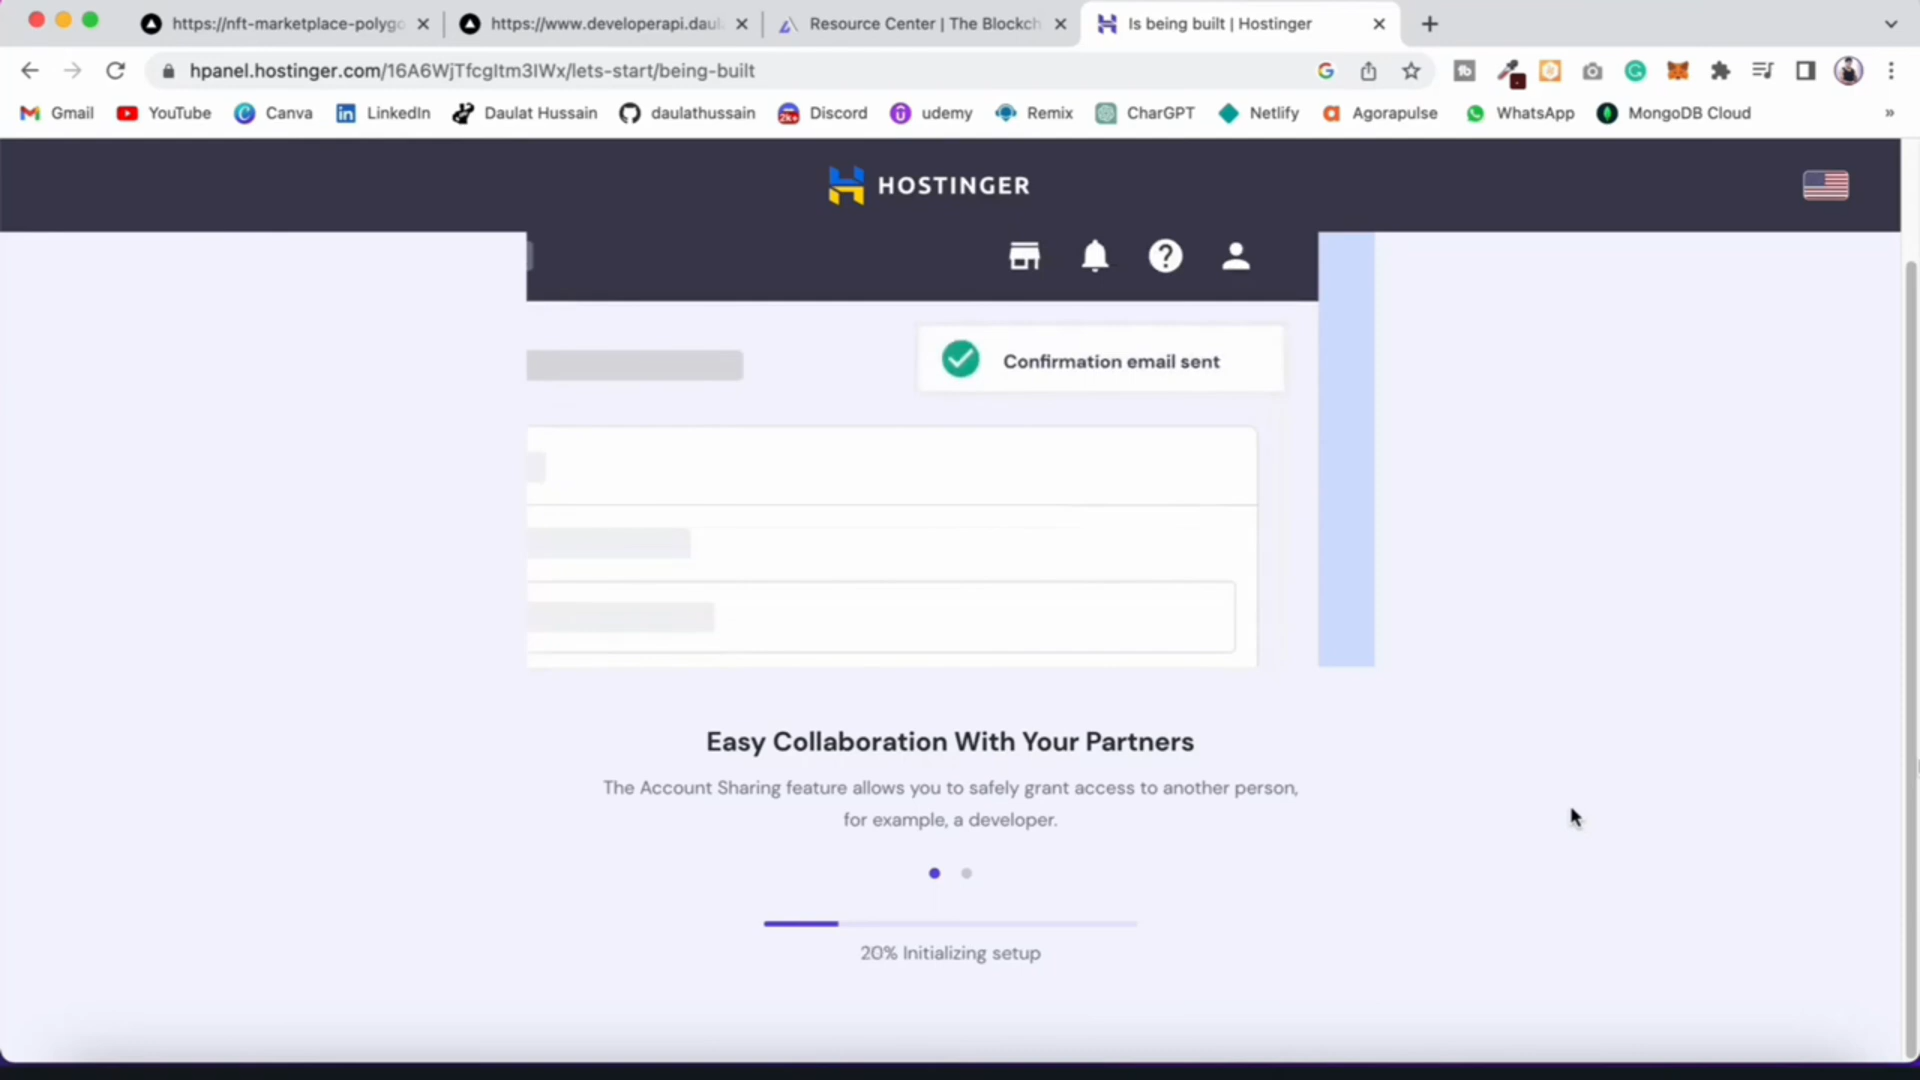 https://nft-marketplace-polygo
https://www.developerapi.daul
Resource Center | The Blockch
Is being built | Hostinger
hpanel.hostinger.com/16A6WjTfcgItm3IWx/lets-start/being-built
Gmail
YouTube
Canva
LinkedIn
Daulat Hussain
daulathussain
Discord
udemy
Remix
CharGPT
Netlify
Agorapulse
WhatsApp
MongoDB Cloud
»
HOSTINGER
Confirmation email sent
Easy Collaboration With Your Partners
The Account Sharing feature allows you to safely grant access to another person,
for example, a developer.
20% Initializing setup